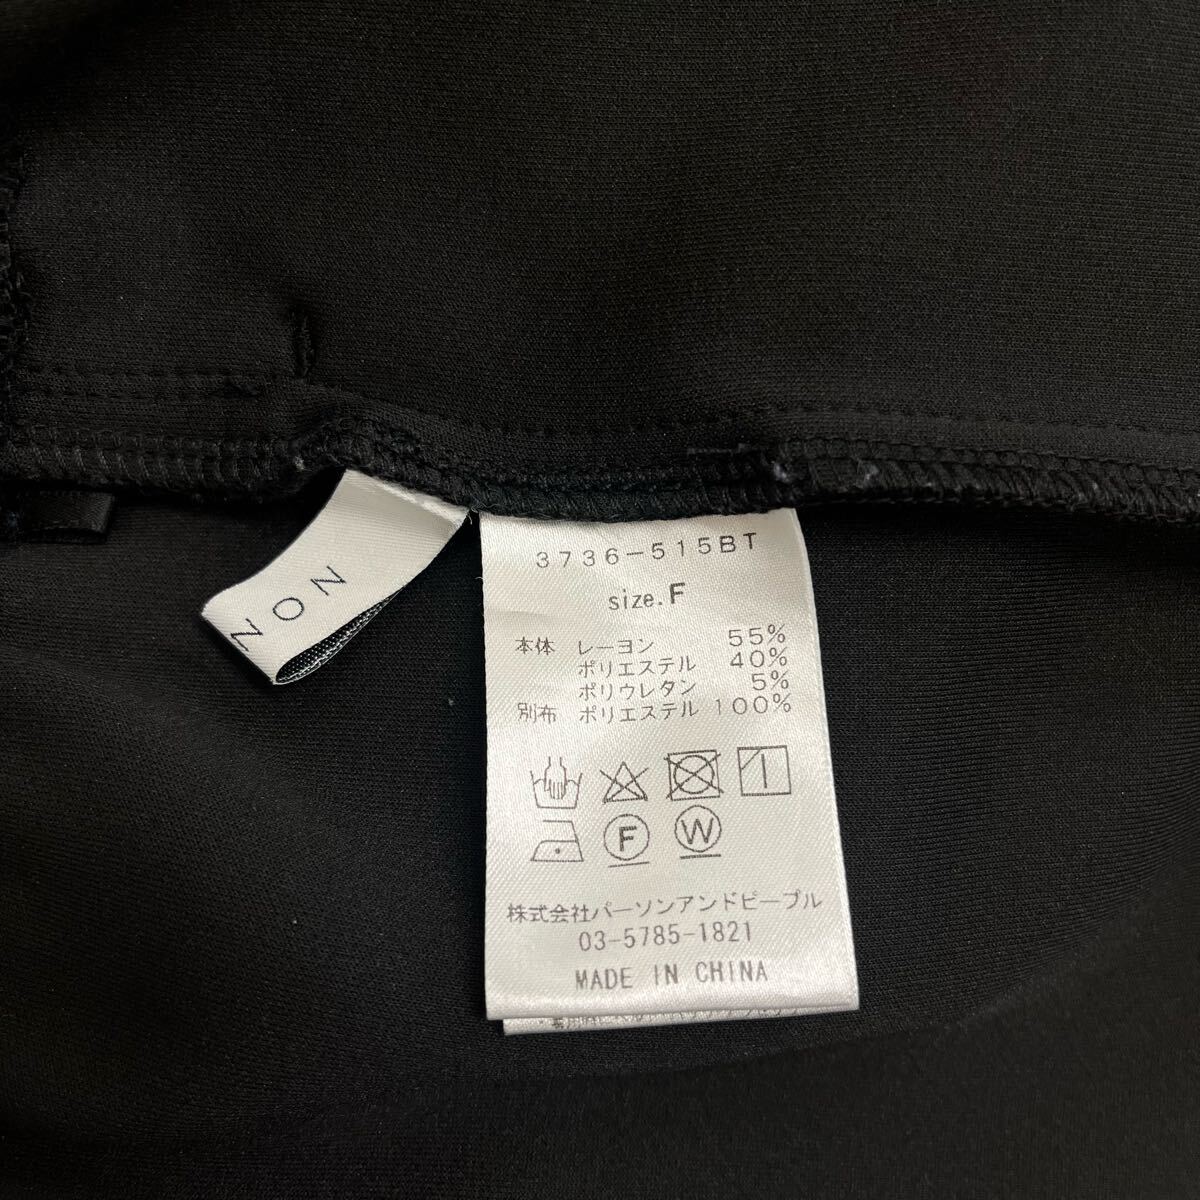 NON
3736-515BT
size.F
本体 レーヨン 55%
ポリエステル 40%
ポリウレタン 5%
別布 ポリエステル 100%
F W
株式会社パーソンアンドピープル
03-5785-1821
MADE IN CHINA